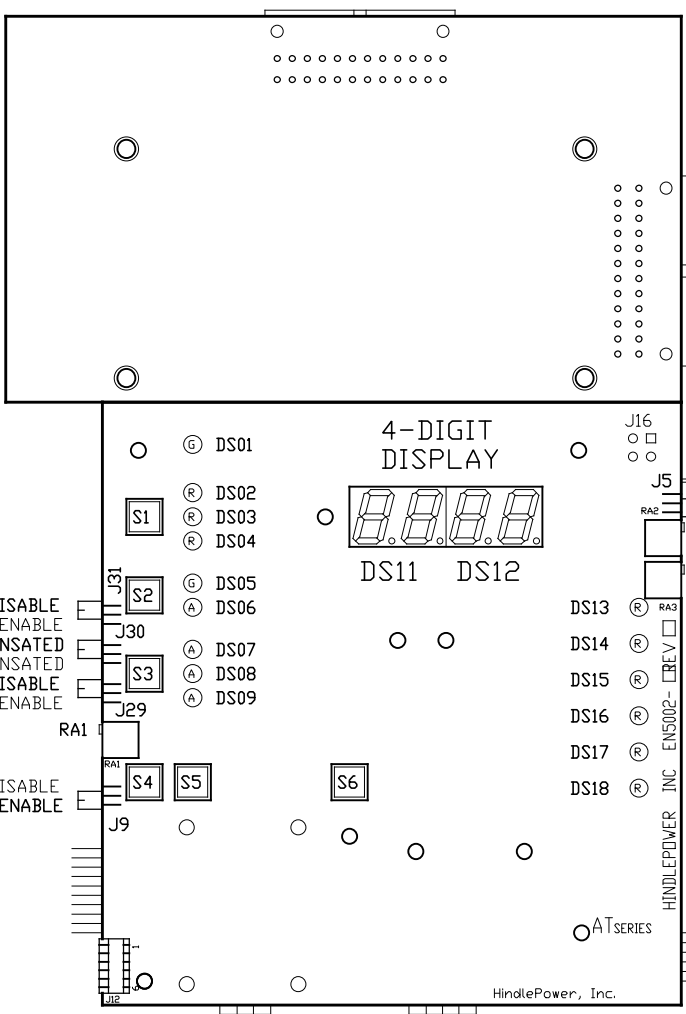 4-DIGIT
DISPLAY
J16
G DS01
R DS02
R DS03
R DS04
S1
J5
RA2
DS11 DS12
J31
S2
G DS05
A DS06
ISABLE
ENABLE
J30
NSATED
NSATED
S3
A DS07
A DS08
A DS09
ISABLE
ENABLE
J29
RA1
RA1
RA3
DS13 R
DS14 R
DS15 R
DS16 R
DS17 R
DS18 R
S4
S5
S6
ISABLE
ENABLE
J9
HINDLEPOWER INC EN5002- REV
AT SERIES
1
6
J12
HindlePower, Inc.